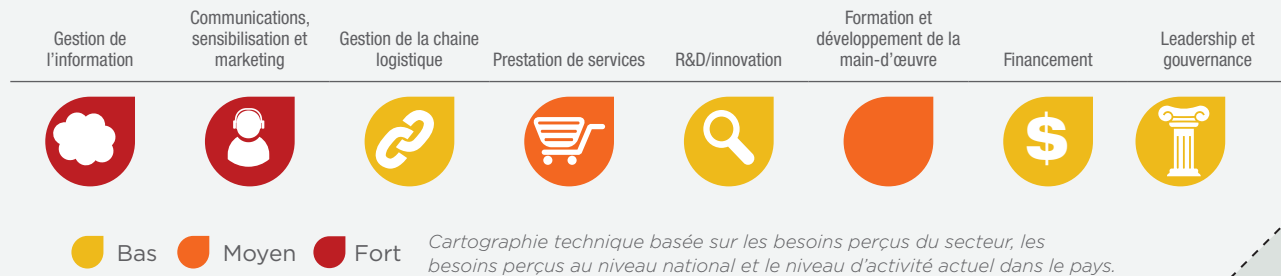 Gestion de
l'information
Communications,
sensibilisation et
marketing
Gestion de la chaine
logistique
Prestation de services
R&D/innovation
Formation et
développement de la
main-d'œuvre
Financement
Leadership et
gouvernance
$
Bas
Moyen
Fort
Cartographie technique basée sur les besoins perçus du secteur, les
besoins perçus au niveau national et le niveau d'activité actuel dans le pays.